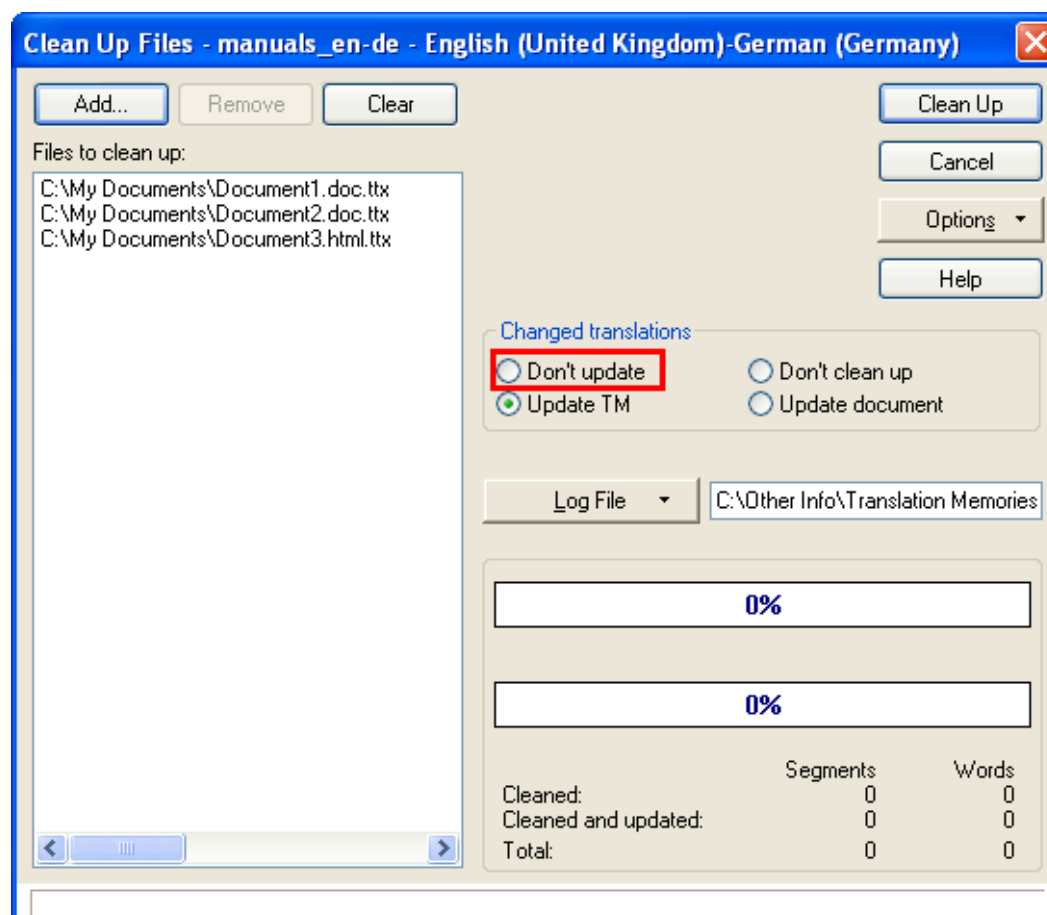 Clean Up Files - manuals_en-de - English (United Kingdom)-German (Germany)
Add... Remove Clear Clean Up
Files to clean up:
Cancel
C:\My Documents\Document1.doc.ttx
C:\My Documents\Document2.doc.ttx
C:\My Documents\Document3.html.ttx
Options
Help
Changed translations
Don't update Don't clean up
Update TM Update document
Log File C:\Other Info\Translation Memories
0%
0%
Segments Words
Cleaned: 0 0
Cleaned and updated: 0 0
Total: 0 0